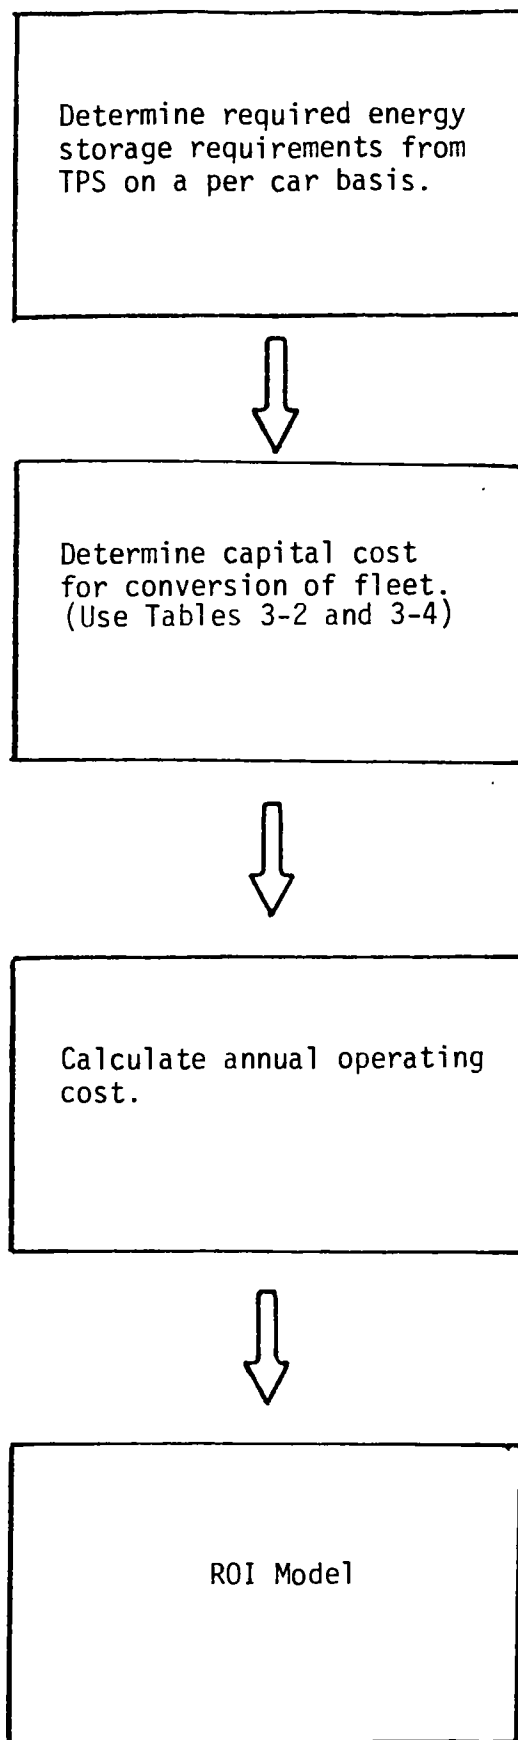 Determine required energy
storage requirements from
TPS on a per car basis.
Determine capital cost
for conversion of fleet.
(Use Tables 3-2 and 3-4)
Calculate annual operating
cost.
ROI Model